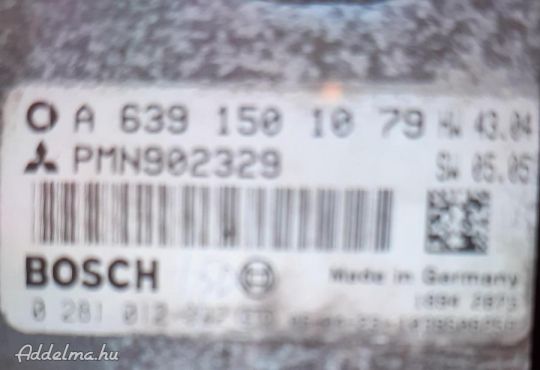 A 639 150 10 79 HW 43.04
PMN902329 SW 05.05
BOSCH Made in Germany
0 281 012
Addelma.hu